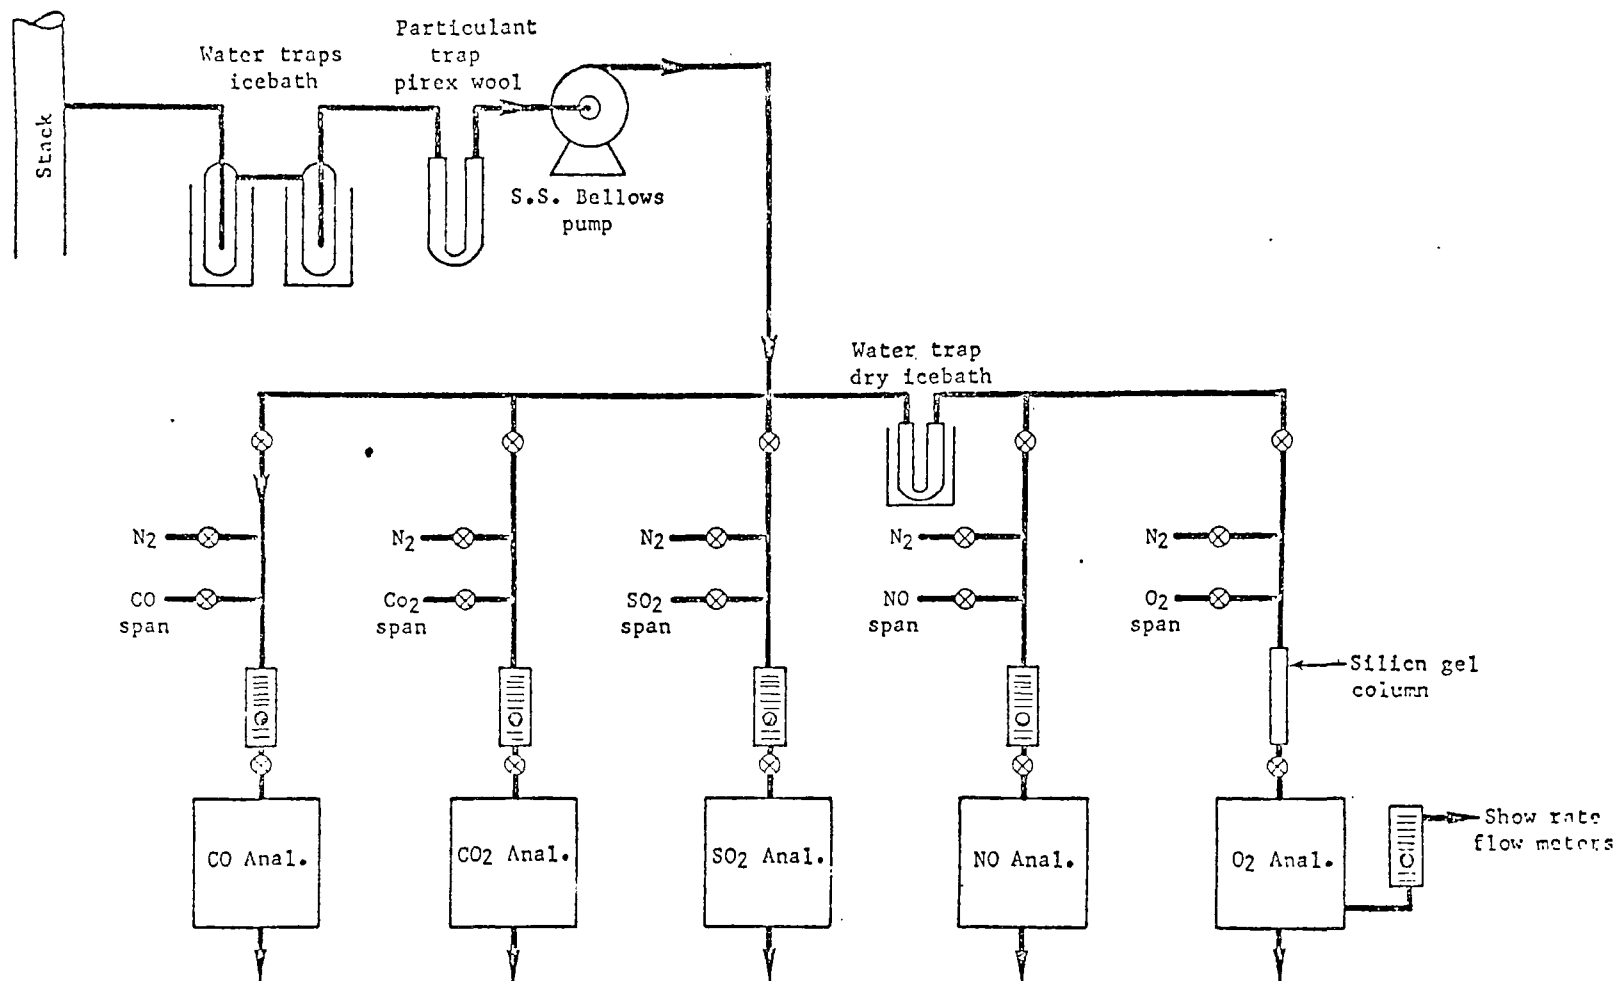 Stack
Water traps
icebath
Particulant
trap
pirex wool
S.S. Bellows
pump
Water trap
dry icebath
N2
CO
span
N2
Co2
span
N2
SO2
span
N2
NO
span
N2
O2
span
Silicn gel
column
CO Anal.
CO2 Anal.
SO2 Anal.
NO Anal.
O2 Anal.
Show rate
flow meters